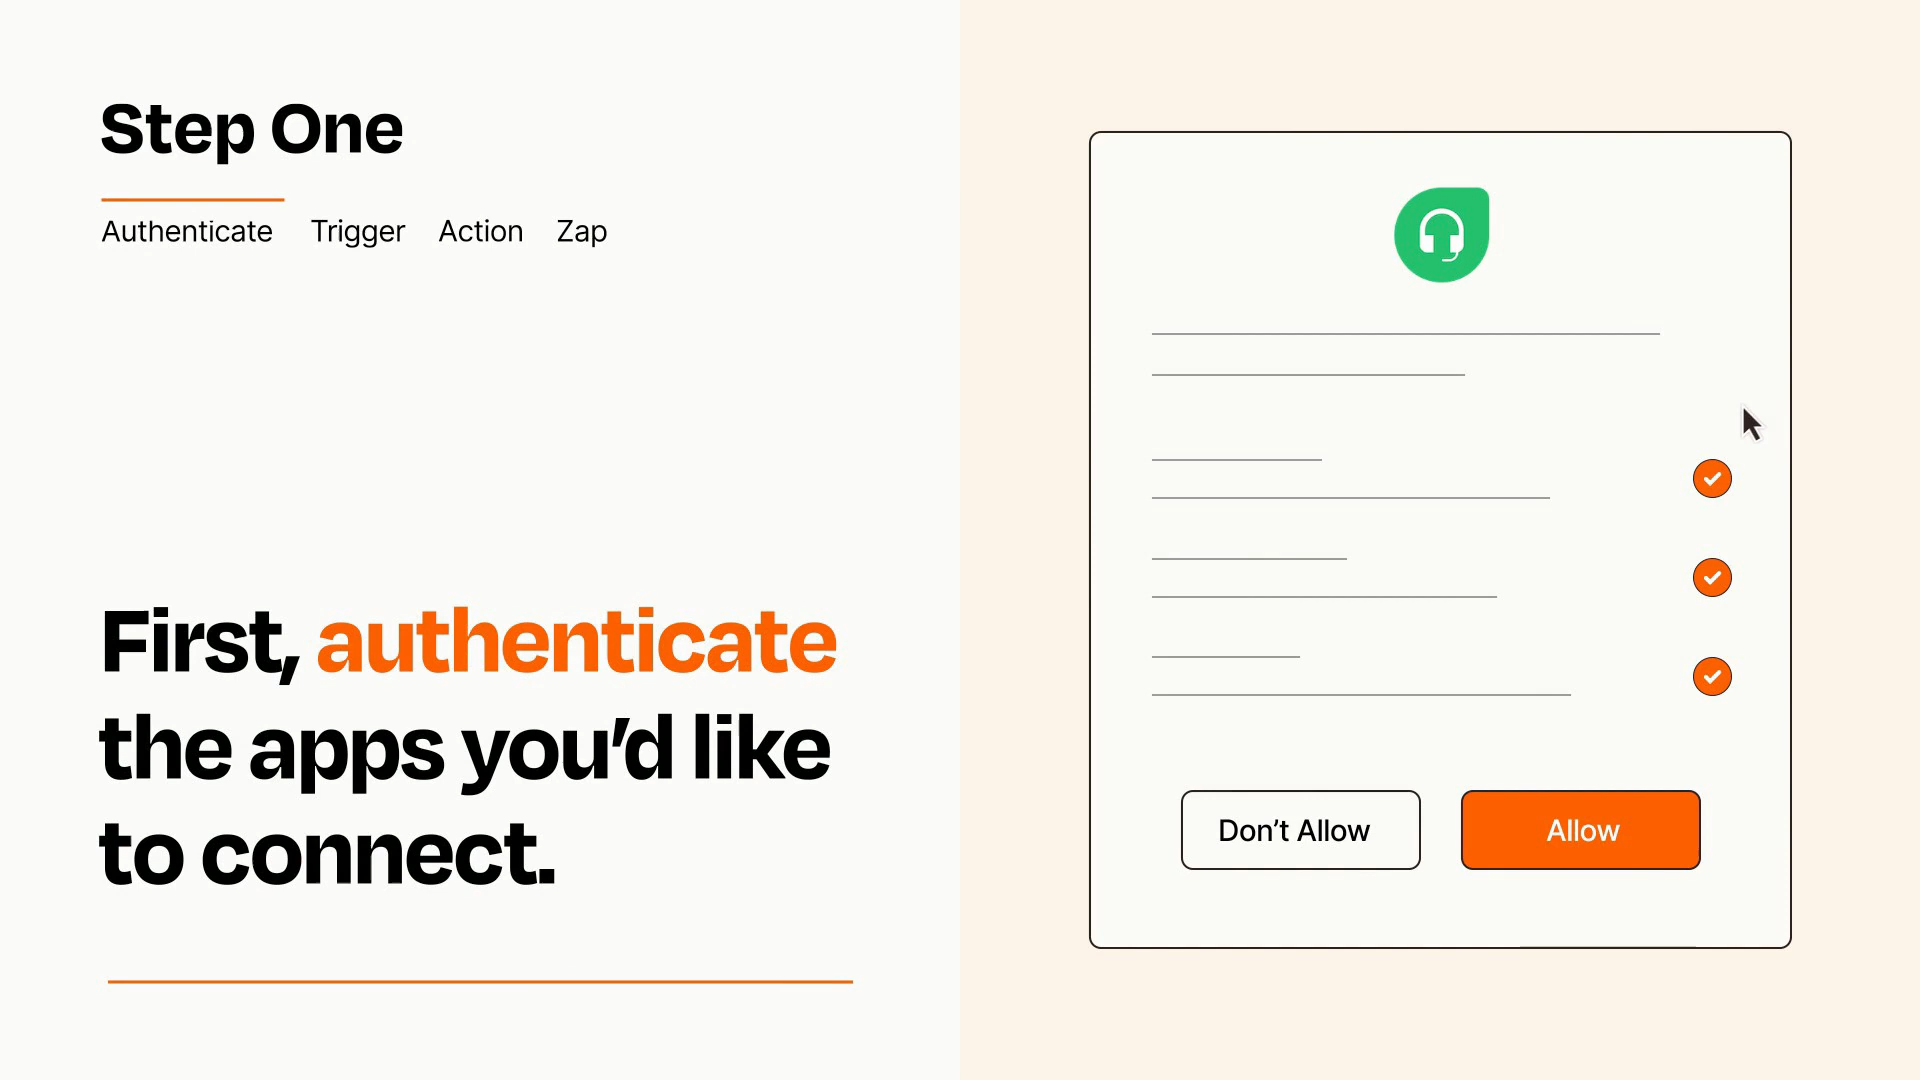 Step One
Authenticate Trigger Action Zap
First, authenticate
the apps you’d like
to connect.
Don’t Allow
Allow